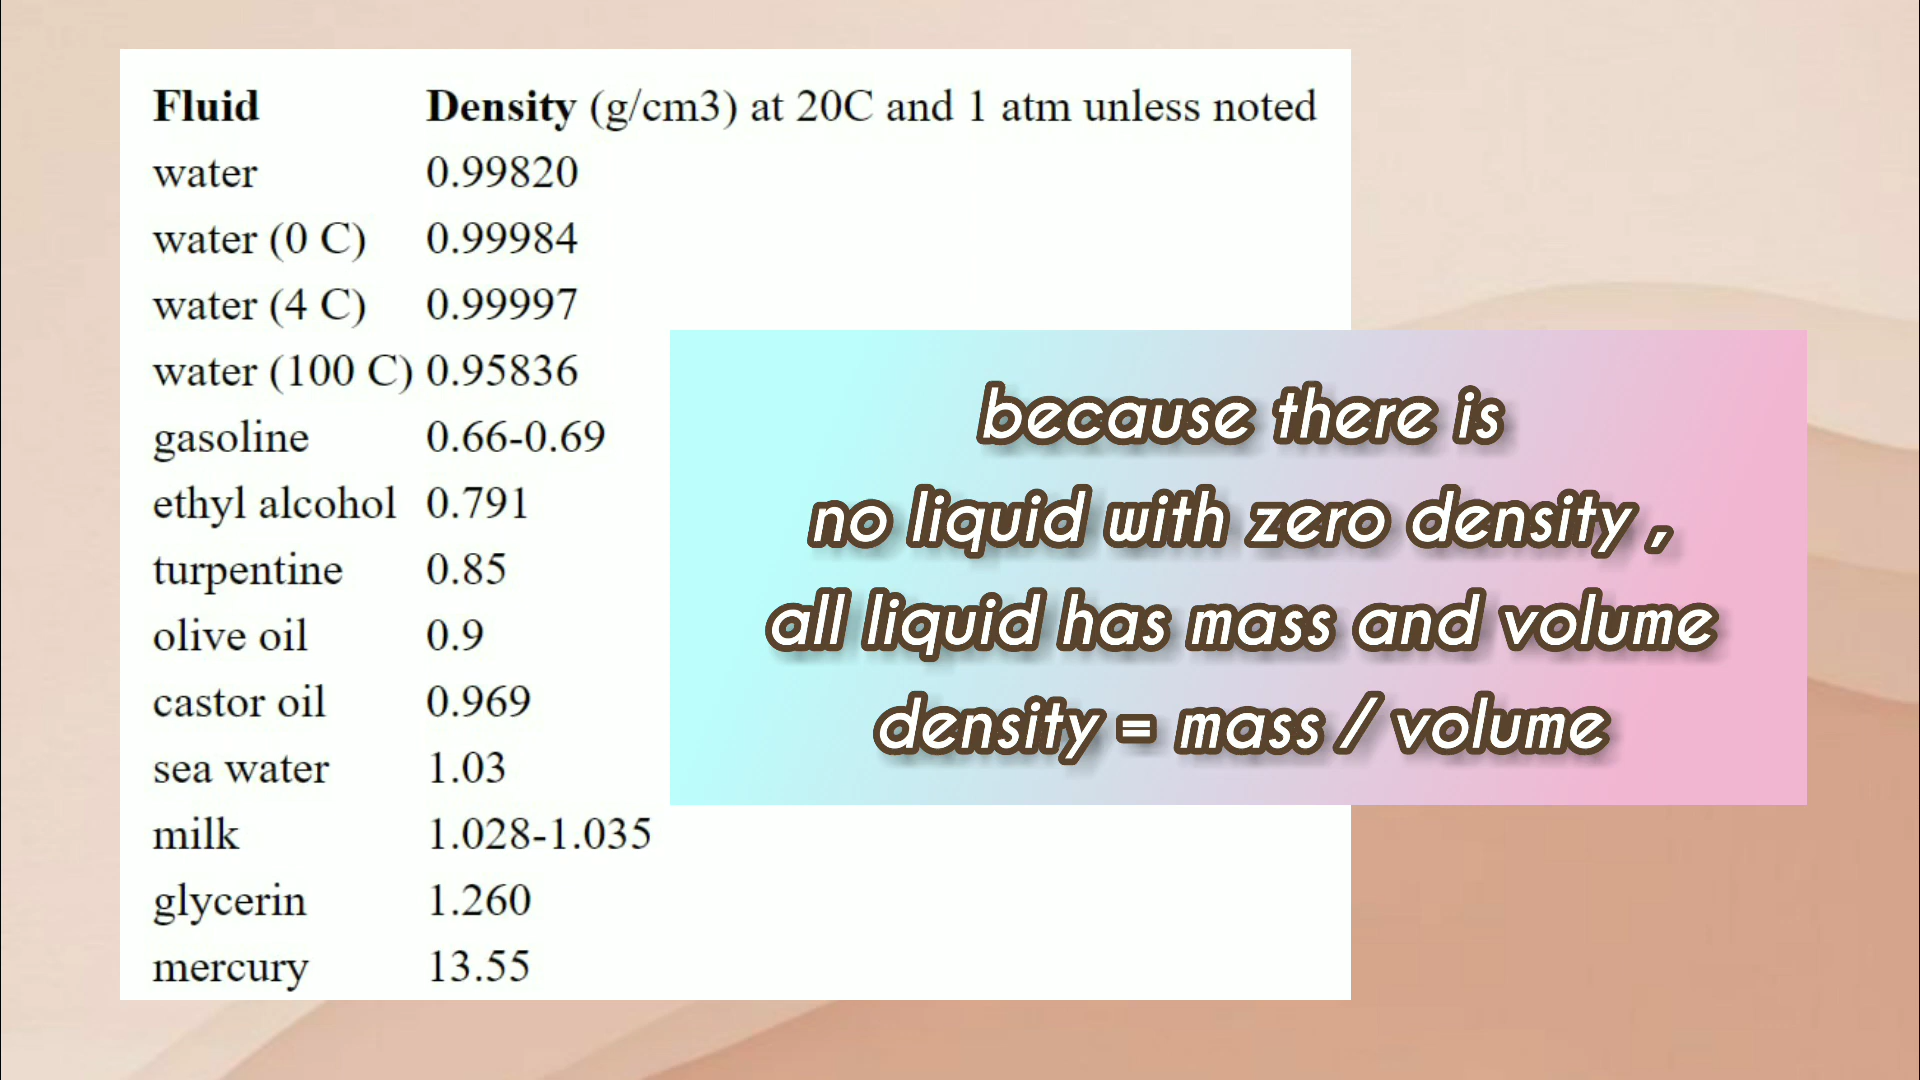 Fluid Density (g/cm3) at 20C and 1 atm unless noted
water 0.99820
water (0 C) 0.99984
water (4 C) 0.99997
water (100 C) 0.95836
gasoline 0.66-0.69
ethyl alcohol 0.791
turpentine 0.85
olive oil 0.9
castor oil 0.969
sea water 1.03
milk 1.028-1.035
glycerin 1.260
mercury 13.55
because there is
no liquid with zero density ,
all liquid has mass and volume
density = mass / volume